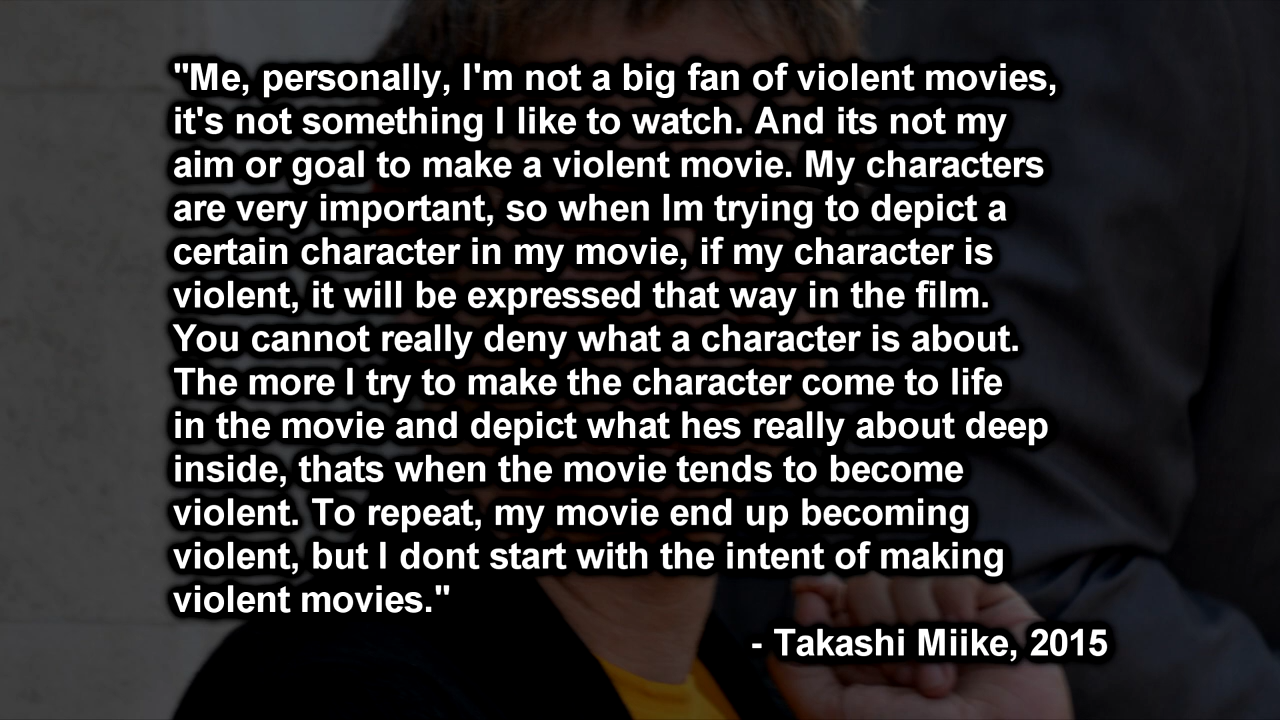 "Me, personally, I'm not a big fan of violent movies,
it's not something I like to watch. And its not my
aim or goal to make a violent movie. My characters
are very important, so when Im trying to depict a
certain character in my movie, if my character is
violent, it will be expressed that way in the film.
You cannot really deny what a character is about.
The more I try to make the character come to life
in the movie and depict what hes really about deep
inside, thats when the movie tends to become
violent. To repeat, my movie end up becoming
violent, but I dont start with the intent of making
violent movies."
- Takashi Miike, 2015